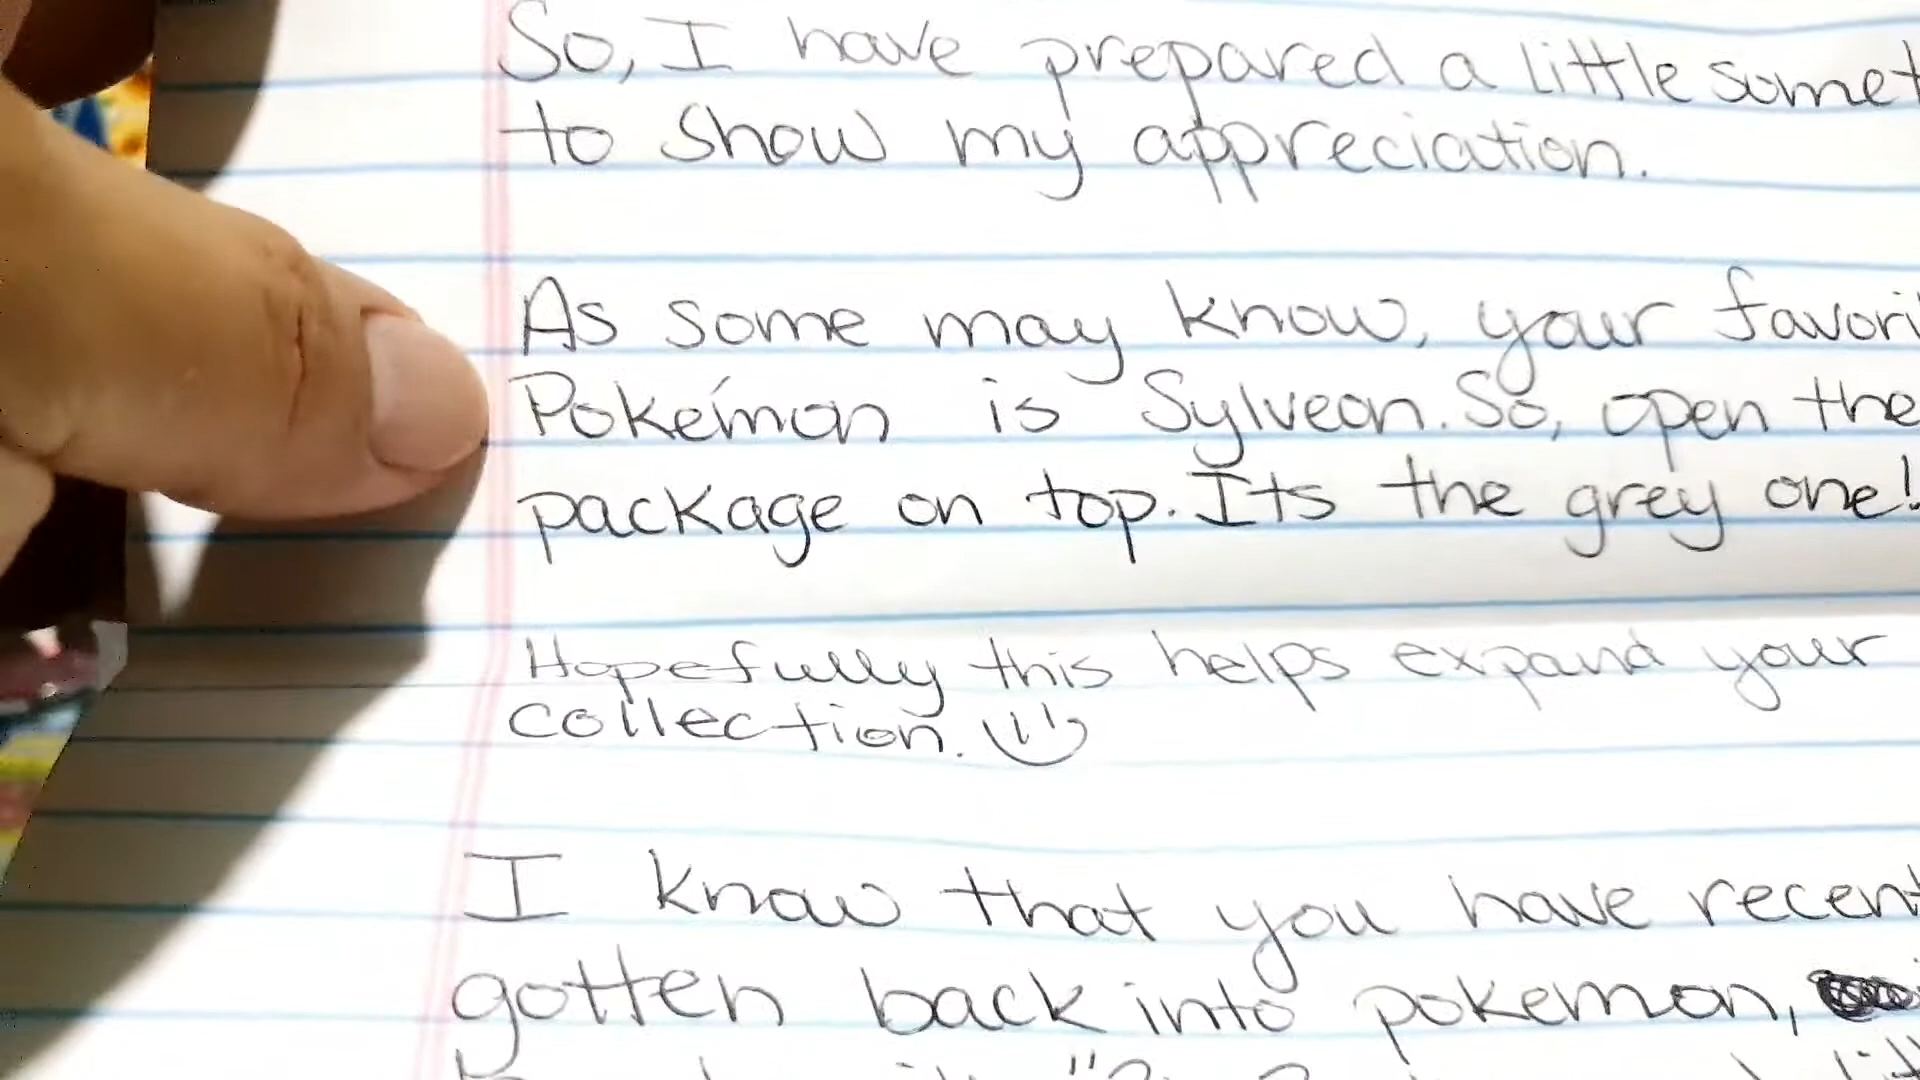 So, I have prepared a little somet
to show my appreciation.
As some may know, your favori
Pokémon is Sylveon. So, open the
package on top. Its the grey one!
Hopefully this helps expand your
collection.
I know that you have recent
gotten back into pokemon,